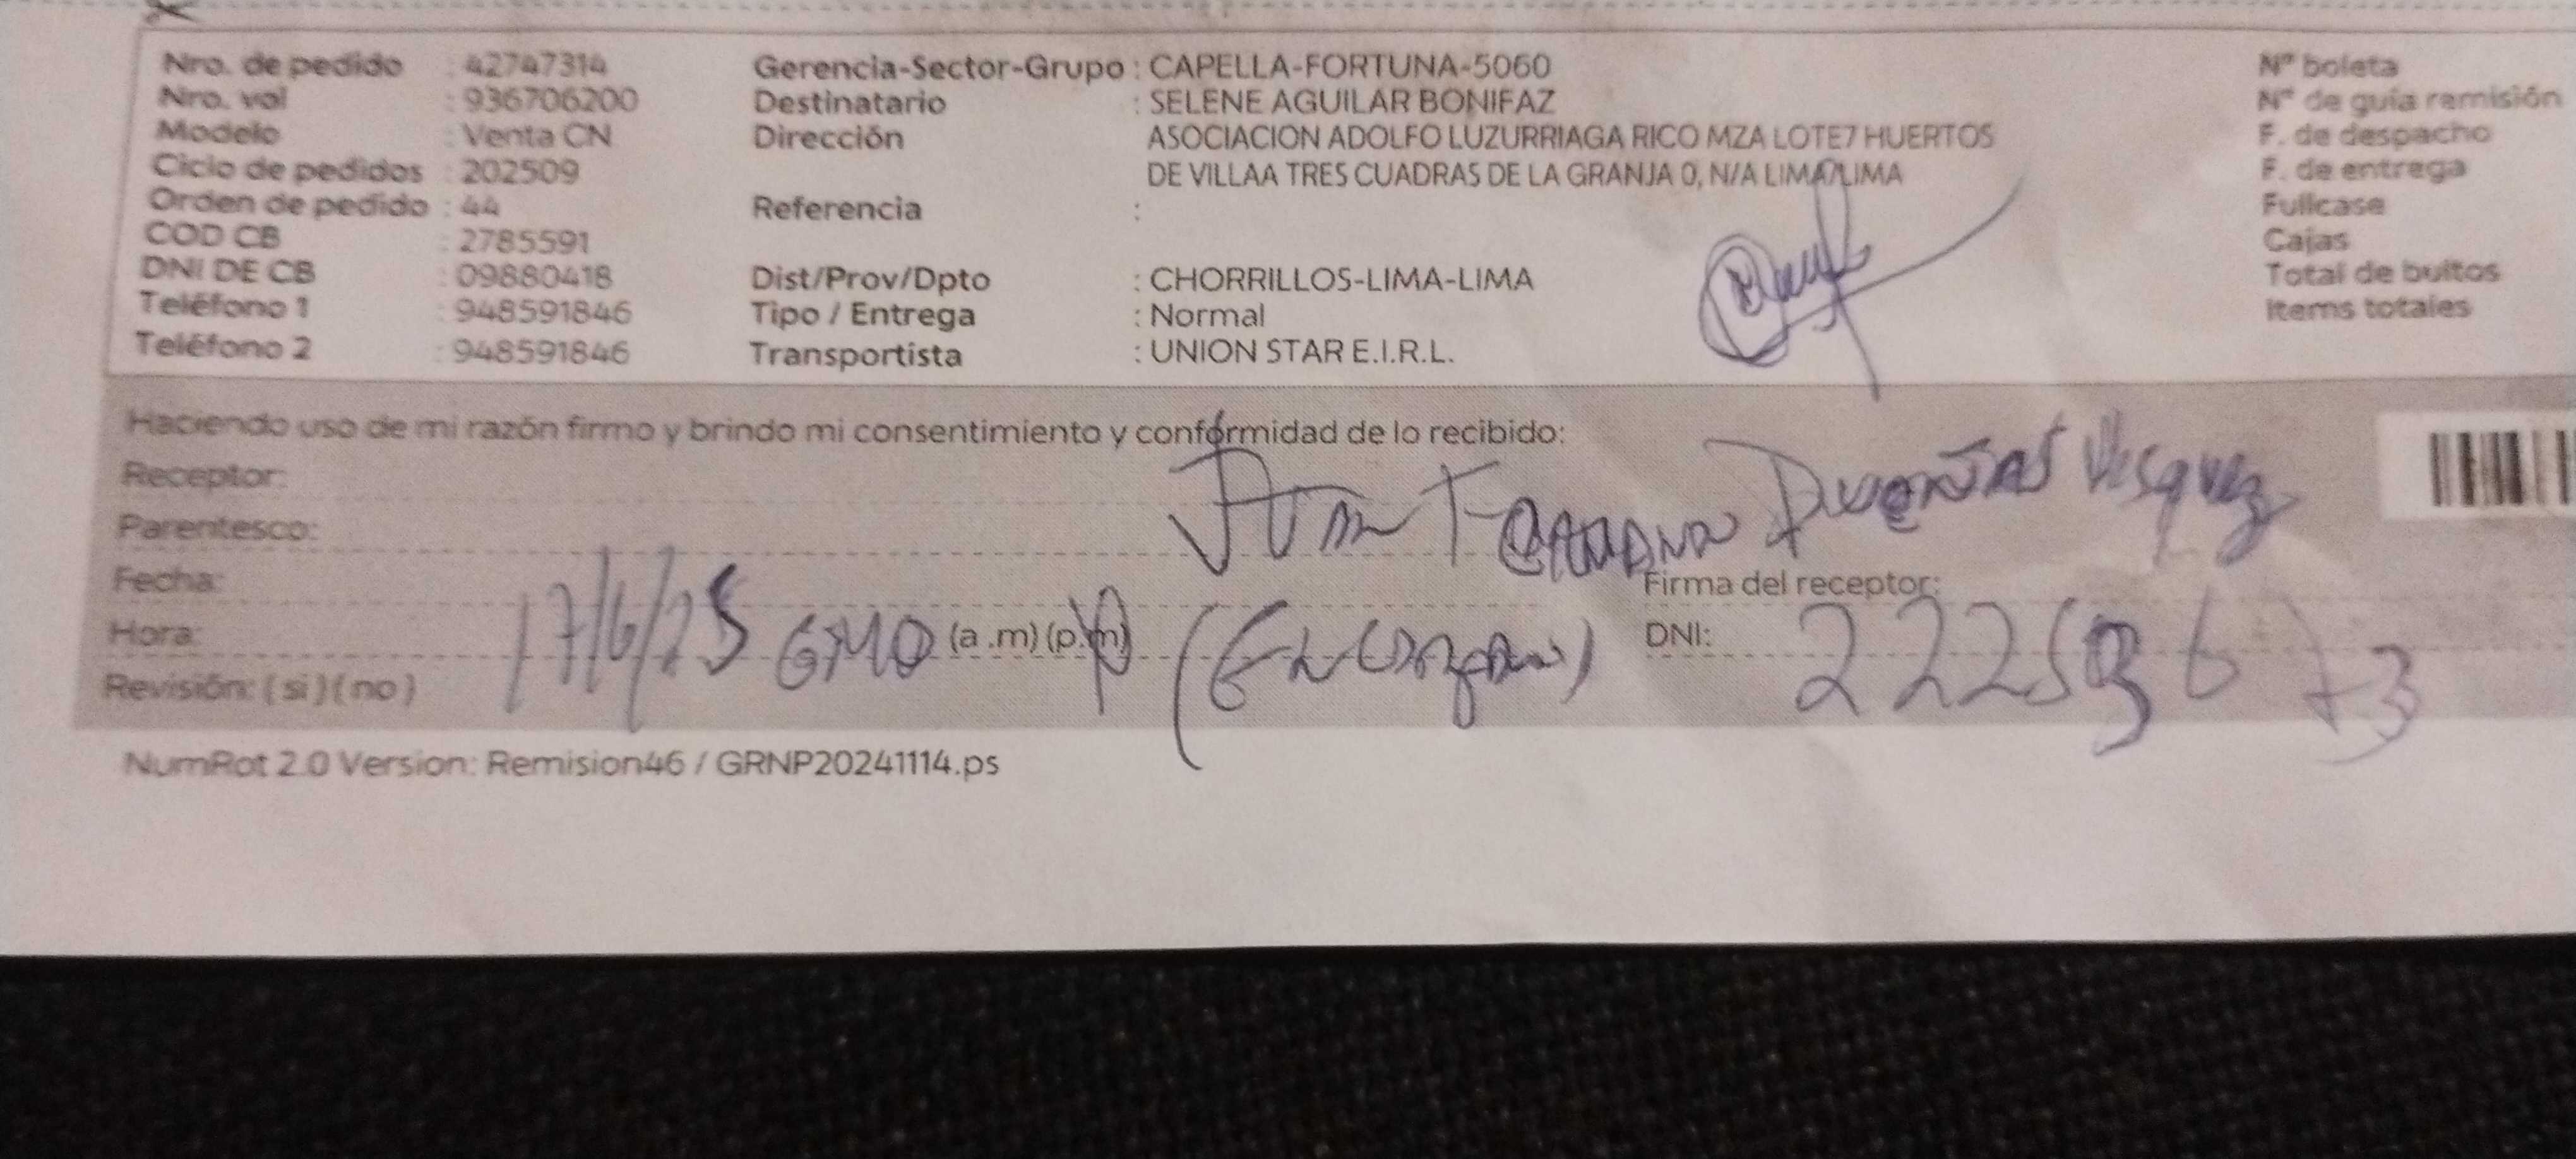 Nro. de pedido : 42747314 Gerencia-Sector-Grupo : CAPELLA-FORTUNA-5060 N° boleta
Nro. val : 936706200 Destinatario : SELENE AGUILAR BONIFAZ N° de guía remisión
Modelo : Venta CN Dirección ASOCIACION ADOLFO LUZURRIAGA RICO MZA LOTE7 HUERTOS F. de despacho
Ciclo de pedidos : 202509 DE VILLAA TRES CUADRAS DE LA GRANJA 0, N/A LIMA/LIMA F. de entrega
Orden de pedido : 44 Referencia : Fullcase
COD CB : 2785591 Cajas
DNI DE CB : 09880418 Dist/Prov/Dpto : CHORRILLOS-LIMA-LIMA Total de bultos
Teléfono 1 : 948591846 Tipo / Entrega : Normal Items totales
Teléfono 2 : 948591846 Transportista : UNION STAR E.I.R.L.
Haciendo uso de mi razón firmo y brindo mi consentimiento y conformidad de lo recibido:
Receptor:
Parentesco:
Fecha: 17/6/25 Firma del receptor:
Hora: (a .m) (p.m) DNI:
Revisión: ( si ) ( no )
NumRot 2.0 Version: Remision46 / GRNP20241114.ps